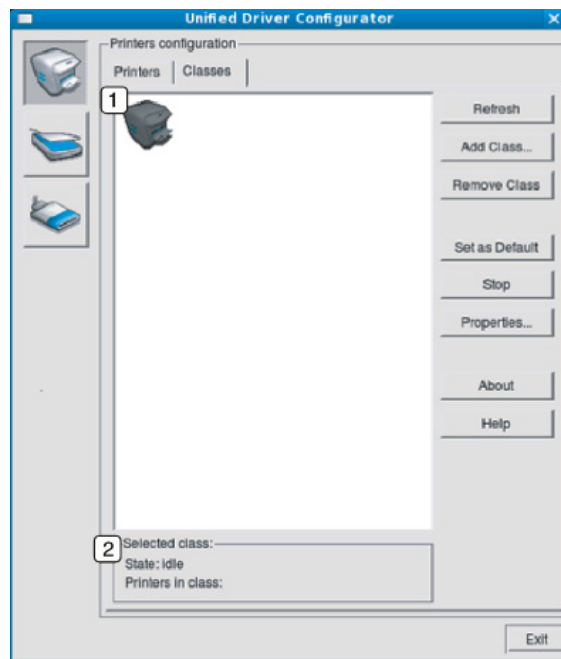 Unified Driver Configurator
Printers configuration
Printers
Classes
1
Refresh
Add Class...
Remove Class
Set as Default
Stop
Properties...
About
Help
2
Selected class:
State: idle
Printers in class:
Exit